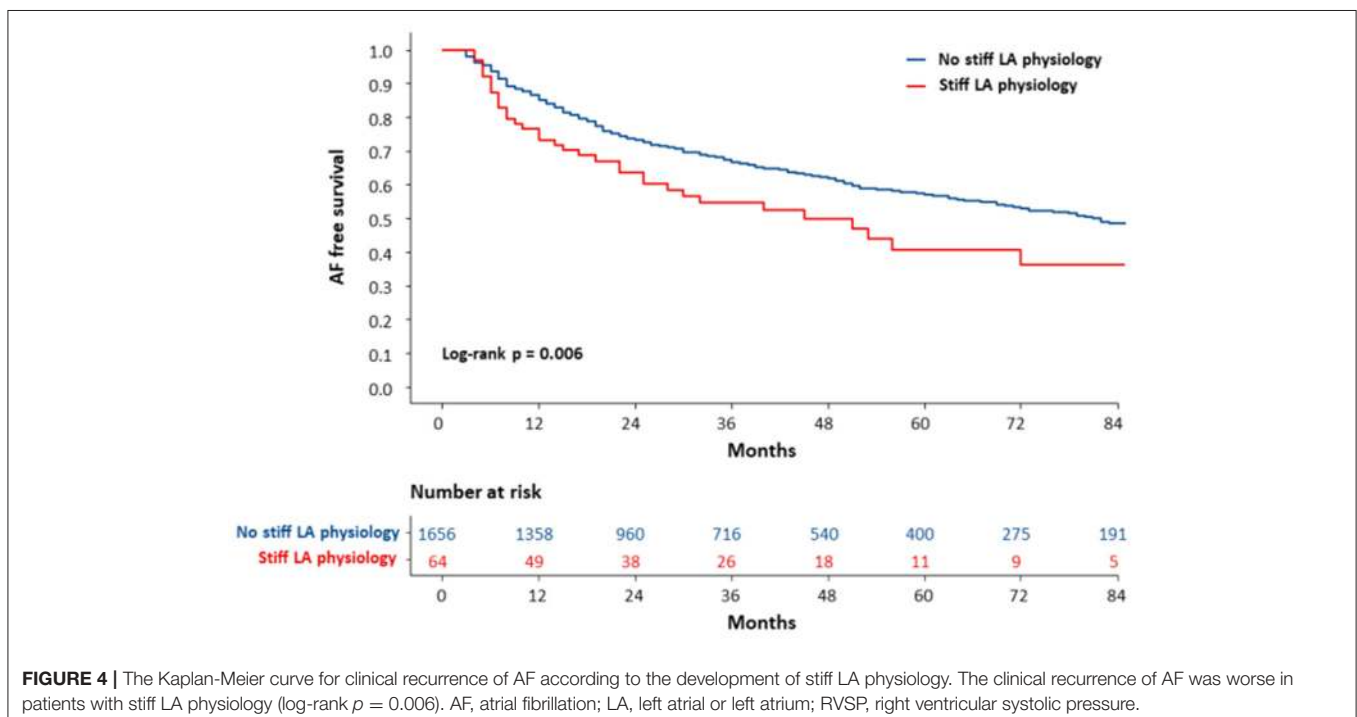 1.0
0.9
0.8
0.7
0.6
0.5
0.4
0.3
0.2
0.1
0.0
AF free survival
No stiff LA physiology
Stiff LA physiology
Log-rank p = 0.006
0 12 24 36 48 60 72 84
Months
Number at risk
No stiff LA physiology 1656 1358 960 716 540 400 275 191
Stiff LA physiology 64 49 38 26 18 11 9 5
0 12 24 36 48 60 72 84
Months
FIGURE 4 | The Kaplan-Meier curve for clinical recurrence of AF according to the development of stiff LA physiology. The clinical recurrence of AF was worse in
patients with stiff LA physiology (log-rank p = 0.006). AF, atrial fibrillation; LA, left atrial or left atrium; RVSP, right ventricular systolic pressure.